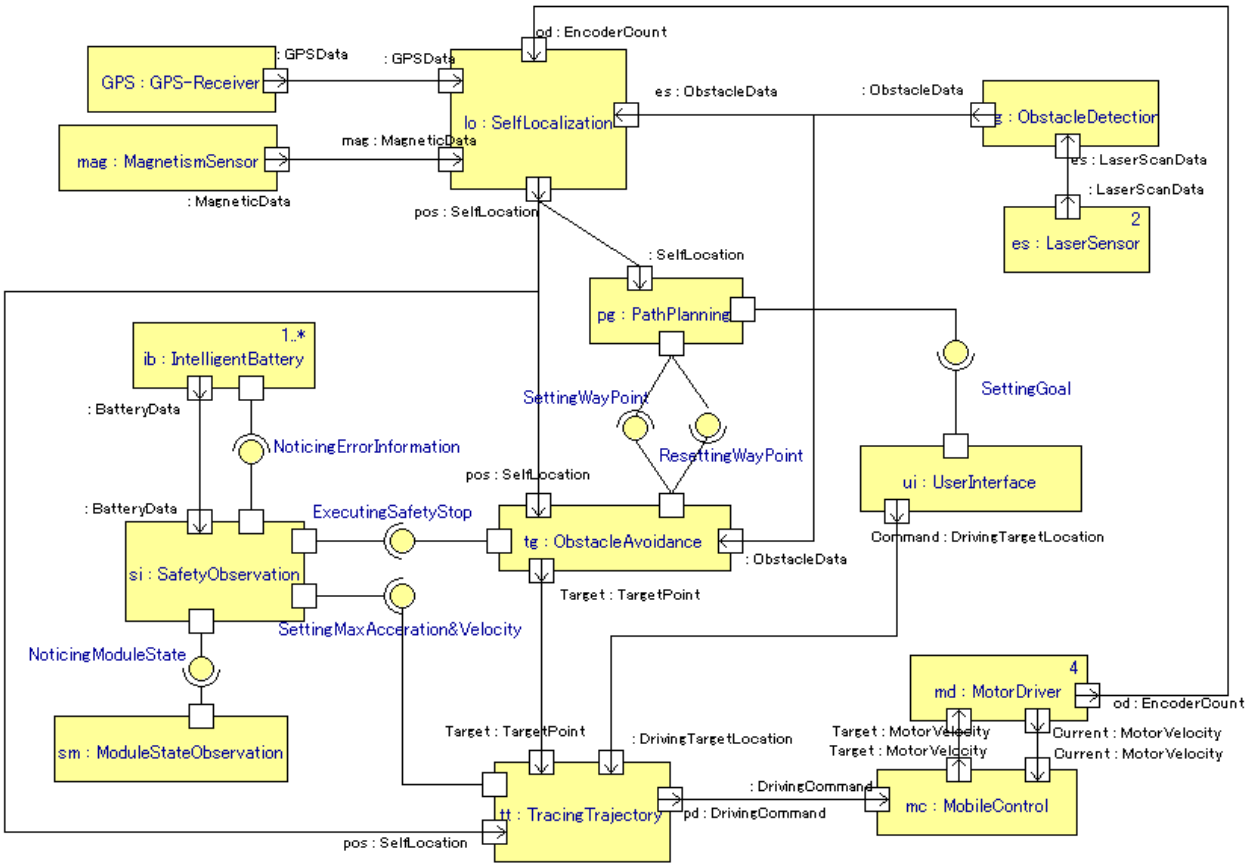 od : EncoderCount
: GPSData
: GPSData
GPS : GPS-Receiver
es : ObstacleData
: ObstacleData
lo : SelfLocalization
: ObstacleDetection
mag : MagneticData
mag : MagnetismSensor
es : LaserScanData
: LaserScanData
: MagneticData
pos : SelfLocation
2
es : LaserSensor
: SelfLocation
pg : PathPlanning
1..*
ib : IntelligentBattery
SettingGoal
SettingWayPoint
: BatteryData
NoticingErrorInformation
ResettingWayPoint
pos : SelfLocation
ui : UserInterface
: BatteryData
ExecutingSafetyStop
Command : DrivingTargetLocation
tg : ObstacleAvoidance
: ObstacleData
si : SafetyObservation
Target : TargetPoint
SettingMaxAcceration&Velocity
NoticingModuleState
4
md : MotorDriver
od : EncoderCount
Target : TargetPoint
: DrivingTargetLocation
Target : MotorVelocity
Current : MotorVelocity
sm : ModuleStateObservation
Target : MotorVelocity
Current : MotorVelocity
: DrivingCommand
mc : MobileControl
tt : TracingTrajectory
pd : DrivingCommand
pos : SelfLocation